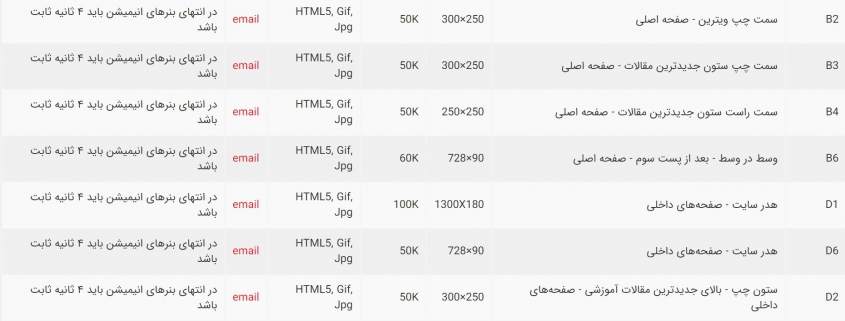 B2 سمت چپ ویترین - صفحه اصلی 300×250 50K HTML5, Gif, Jpg email در انتهای بنرهای انیمیشن باید ۴ ثانیه ثابت باشد
B3 سمت چپ ستون جدیدترین مقالات - صفحه اصلی 300×250 50K HTML5, Gif, Jpg email در انتهای بنرهای انیمیشن باید ۴ ثانیه ثابت باشد
B4 سمت راست ستون جدیدترین مقالات - صفحه اصلی 250×250 50K HTML5, Gif, Jpg email در انتهای بنرهای انیمیشن باید ۴ ثانیه ثابت باشد
B6 وسط در وسط - بعد از پست سوم - صفحه اصلی 728×90 60K HTML5, Gif, Jpg email در انتهای بنرهای انیمیشن باید ۴ ثانیه ثابت باشد
D1 هدر سایت - صفحه‌های داخلی 1300X180 100K HTML5, Gif, Jpg email در انتهای بنرهای انیمیشن باید ۴ ثانیه ثابت باشد
D6 هدر سایت - صفحه‌های داخلی 728×90 50K HTML5, Gif, Jpg email در انتهای بنرهای انیمیشن باید ۴ ثانیه ثابت باشد
D2 ستون چپ - بالای جدیدترین مقالات آموزشی - صفحه‌های داخلی 300×250 50K HTML5, Gif, Jpg email در انتهای بنرهای انیمیشن باید ۴ ثانیه ثابت باشد